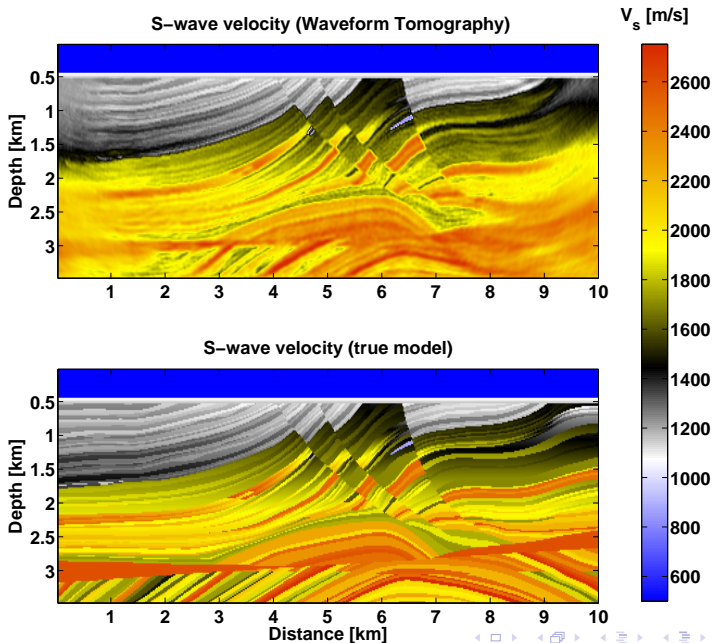 S-wave velocity (Waveform Tomography)
V_s [m/s]
Depth [km]
0.5
1
1.5
2
2.5
3
1 2 3 4 5 6 7 8 9 10
S-wave velocity (true model)
Depth [km]
0.5
1
1.5
2
2.5
3
1 2 3 4 5 6 7 8 9 10
Distance [km]
2600
2400
2200
2000
1800
1600
1400
1200
1000
800
600